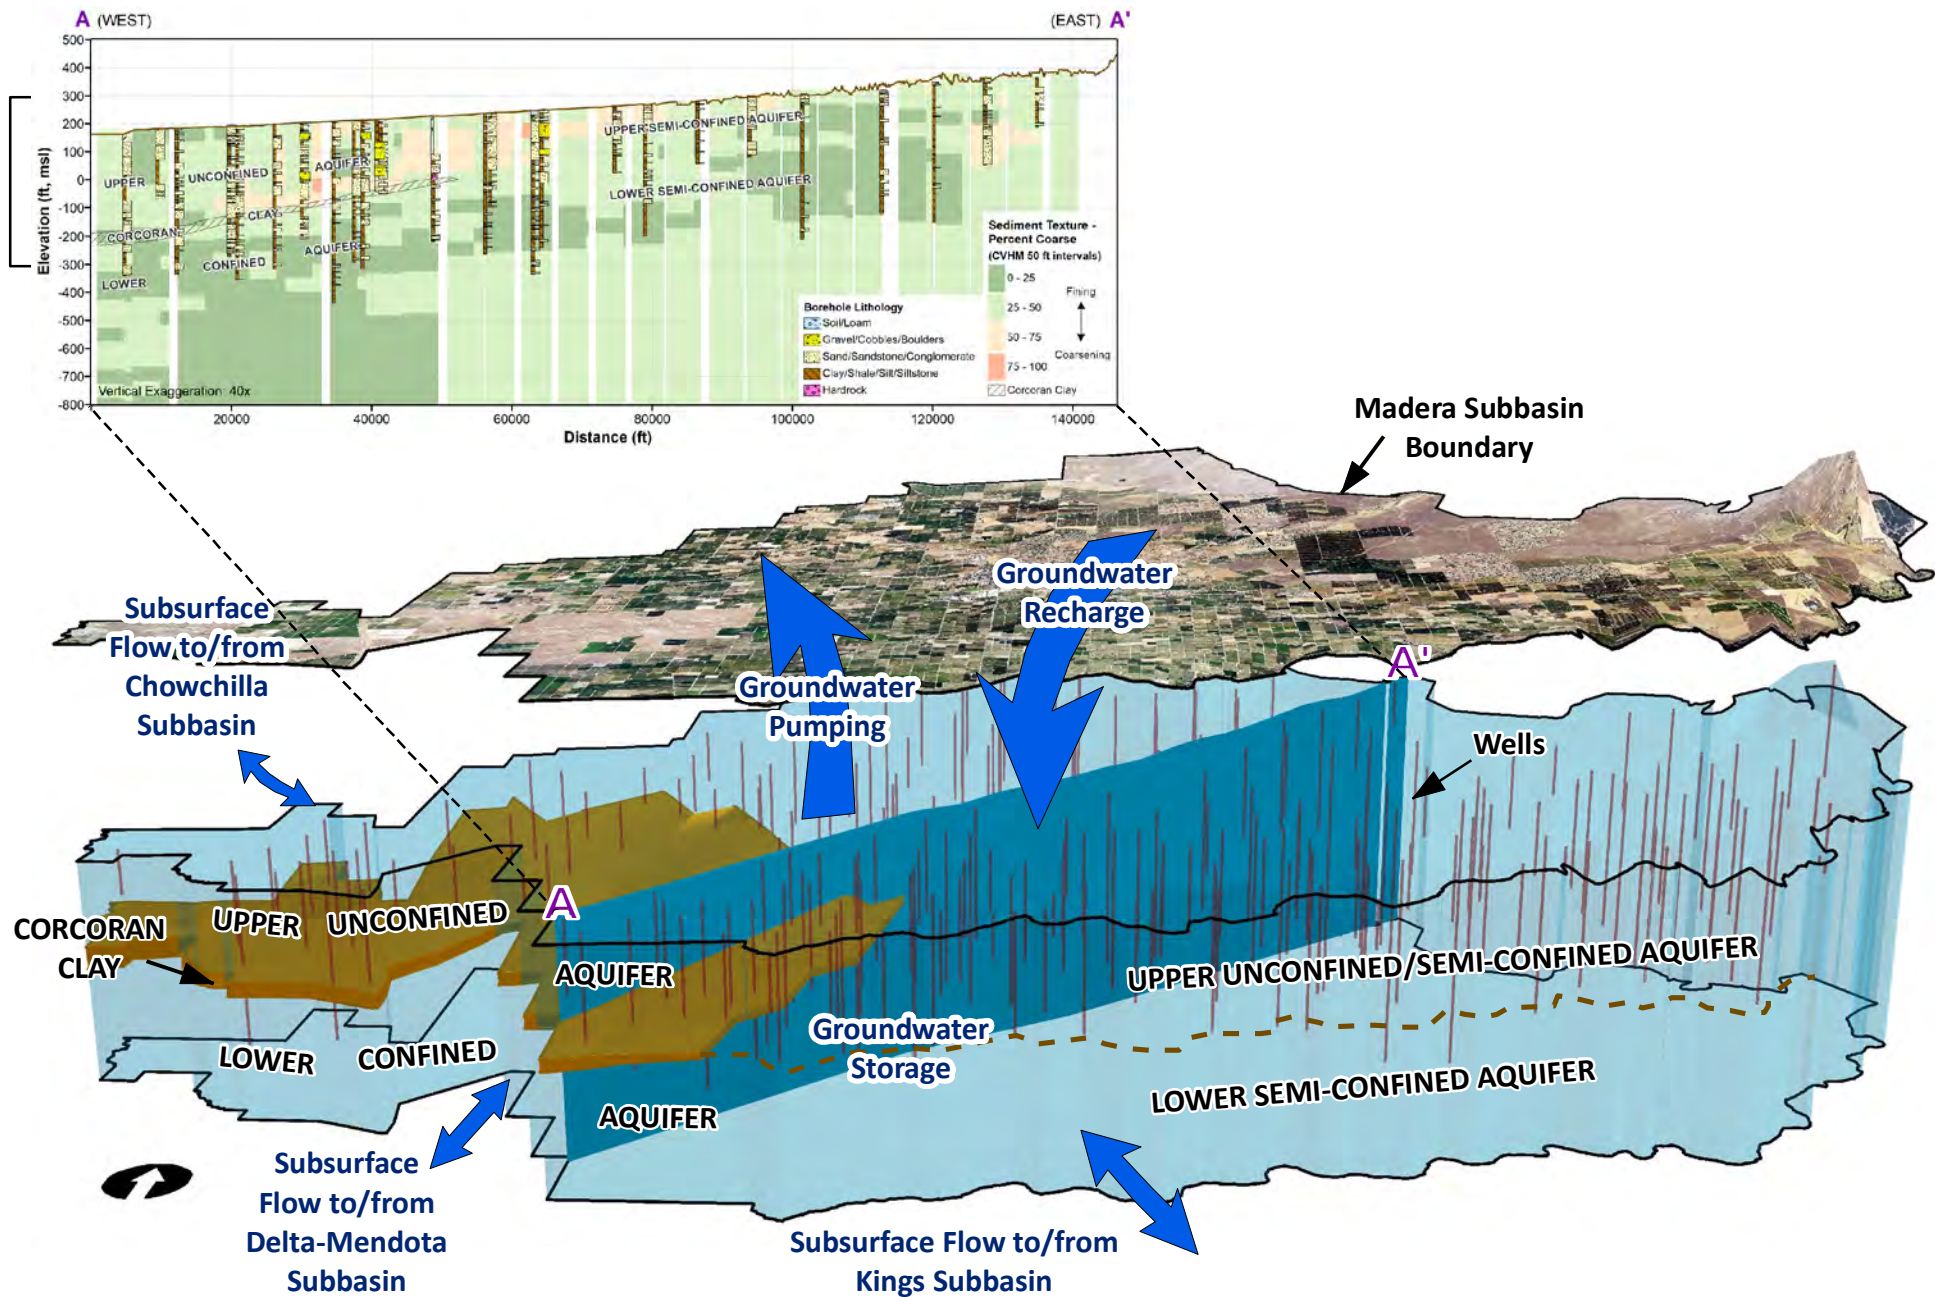 A (WEST)
(EAST) A'
500
400
300
200
100
0
-100
-200
-300
-400
-500
-600
-700
-800
Elevation (ft, msl)
UPPER
UNCONFINED
AQUIFER
UPPER SEMI-CONFINED AQUIFER
LOWER SEMI-CONFINED AQUIFER
CORCORAN
CLAY
LOWER
CONFINED
AQUIFER
Sediment Texture -
Percent Coarse
(CVHM 50 ft intervals)
0 - 25
25 - 50
50 - 75
75 - 100
Fining
Coarsening
Corcoran Clay
Borehole Lithology
Soil/Loam
Gravel/Cobbles/Boulders
Sand/Sandstone/Conglomerate
Clay/Shale/Silt/Siltstone
Hardrock
Vertical Exaggeration: 40x
20000
40000
60000
80000
100000
120000
140000
Distance (ft)
Madera Subbasin
Boundary
Groundwater
Recharge
Subsurface
Flow to/from
Chowchilla
Subbasin
Groundwater
Pumping
A'
Wells
A
CORCORAN
CLAY
UPPER UNCONFINED
AQUIFER
UPPER UNCONFINED/SEMI-CONFINED AQUIFER
Groundwater
Storage
LOWER CONFINED
AQUIFER
LOWER SEMI-CONFINED AQUIFER
Subsurface
Flow to/from
Delta-Mendota
Subbasin
Subsurface Flow to/from
Kings Subbasin